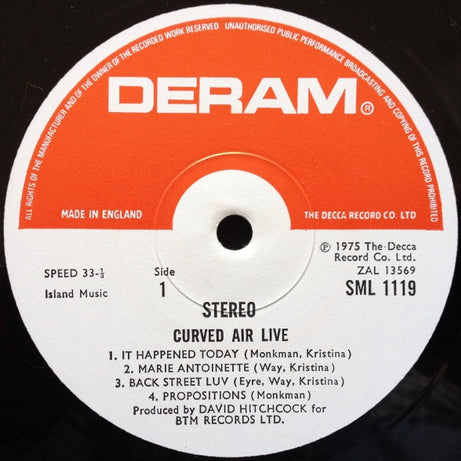 ALL RIGHTS OF THE MANUFACTURER AND OF THE OWNER OF THE RECORDED WORK RESERVED UNAUTHORISED PUBLIC PERFORMANCE BROADCASTING AND COPYING OF THIS RECORD PROHIBITED
DERAM®
MADE IN ENGLAND
THE DECCA RECORD CO. LTD
℗ 1975 The Decca
Record Co. Ltd.
SPEED 33-⅓
Side
ZAL 13569
Island Music
1
SML 1119
STEREO
CURVED AIR LIVE
1. IT HAPPENED TODAY (Monkman, Kristina)
2. MARIE ANTOINETTE (Way, Kristina)
3. BACK STREET LUV (Eyre, Way, Kristina)
4. PROPOSITIONS (Monkman)
Produced by DAVID HITCHCOCK for
BTM RECORDS LTD.